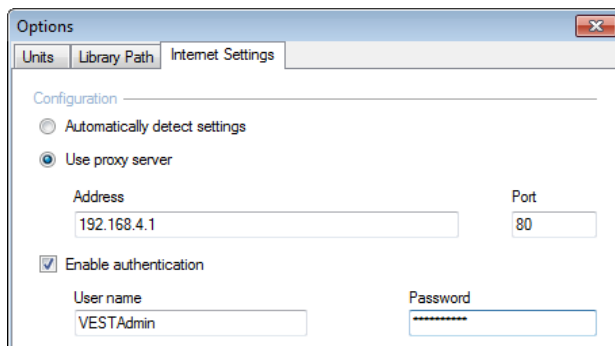 Options
Units Library Path Internet Settings
Configuration
Automatically detect settings
Use proxy server
Address Port
192.168.4.1 80
Enable authentication
User name Password
VESTAdmin **********